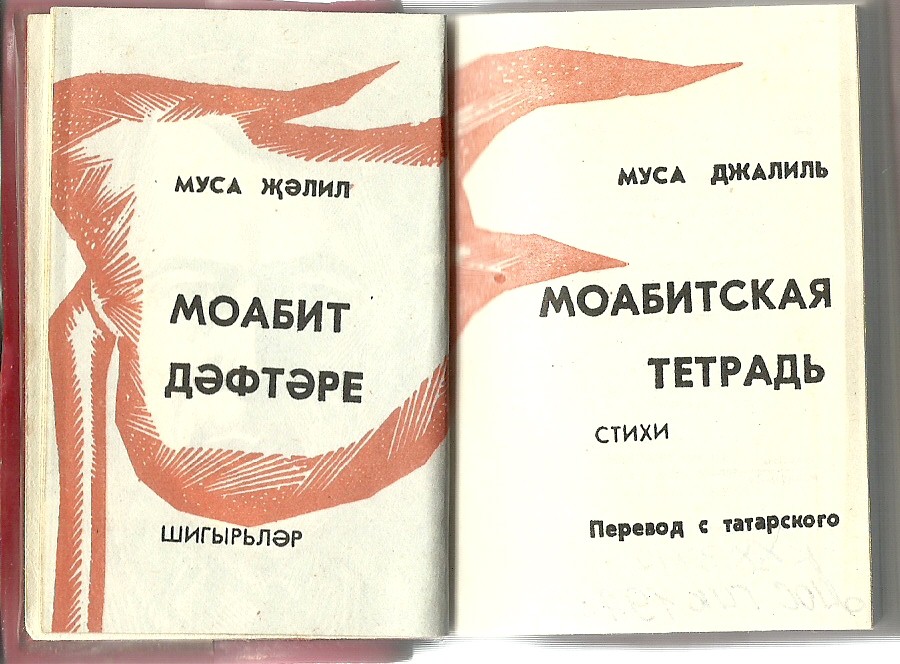 МУСА ҖӘЛИЛ
МОАБИТ
ДӘФТӘРЕ
ШИГЫРЬЛӘР
МУСА ДЖАЛИЛЬ
МОАБИТСКАЯ
ТЕТРАДЬ
СТИХИ
Перевод с татарского